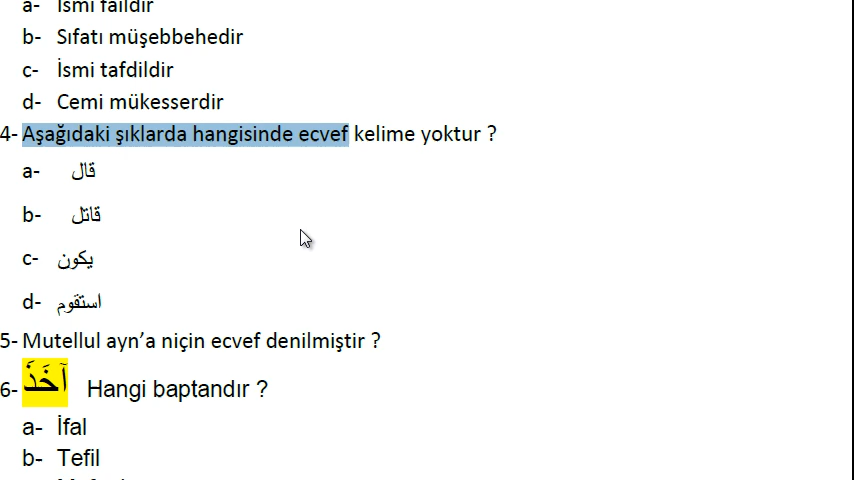 a- İsmi faildir
b- Sıfatı müşebbehedir
c- İsmi tafdildir
d- Cemi mükesserdir
4- Aşağıdaki şıklarda hangisinde ecvef kelime yoktur ?
a- قال
b- قاتل
c- يكون
d- استقوم
5- Mutellul ayn’a niçin ecvef denilmiştir ?
6- آخَذَ Hangi baptandır ?
a- İfal
b- Tefil